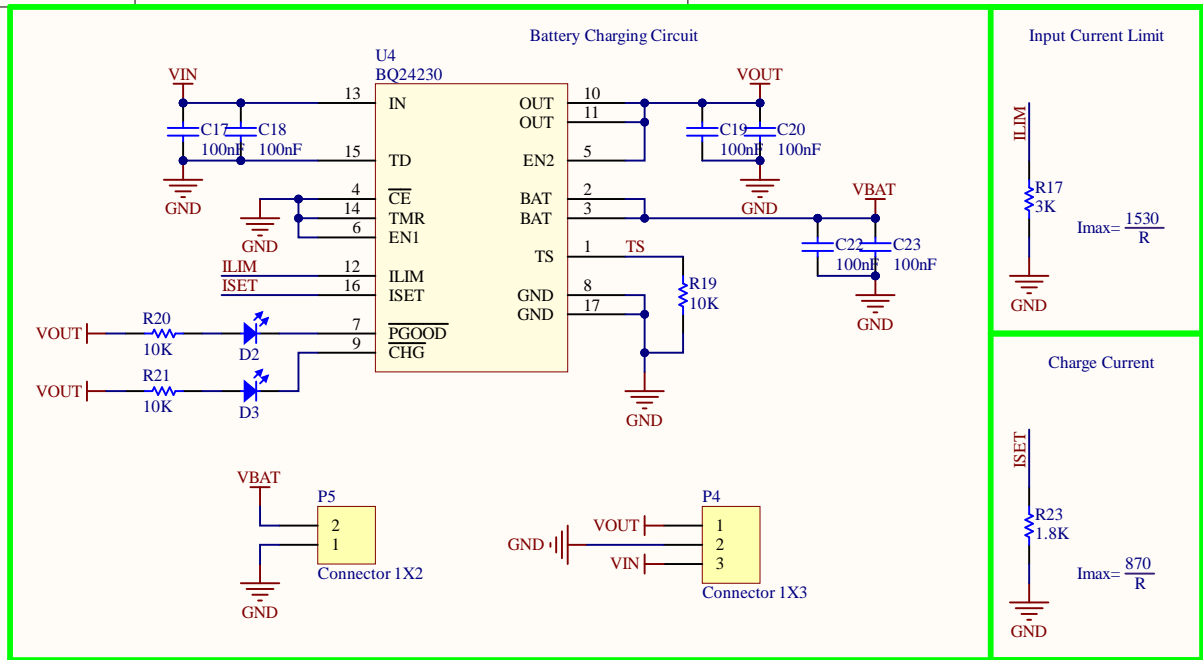 Battery Charging Circuit
Input Current Limit
U4
BQ24230
VIN
VOUT
13 IN OUT 10
OUT 11
C17 C18
100nF 100nF
C19 C20
100nF 100nF
15 TD EN2 5
GND
GND
4 CE BAT 2
14 TMR BAT 3
6 EN1
GND
VBAT
C22 C23
100nF 100nF
GND
TS 1 TS
ILIM 12 ILIM
ISET 16 ISET
GND 8
GND 17
R19
10K
GND
VOUT R20
10K
D2
7 PGOOD
9 CHG
VOUT R21
10K
D3
ILIM
R17
3K
Imax= 1530
R
GND
Charge Current
ISET
R23
1.8K
Imax= 870
R
GND
VBAT
P5
2
1
Connector 1X2
GND
P4
VOUT 1
GND 2
VIN 3
Connector 1X3